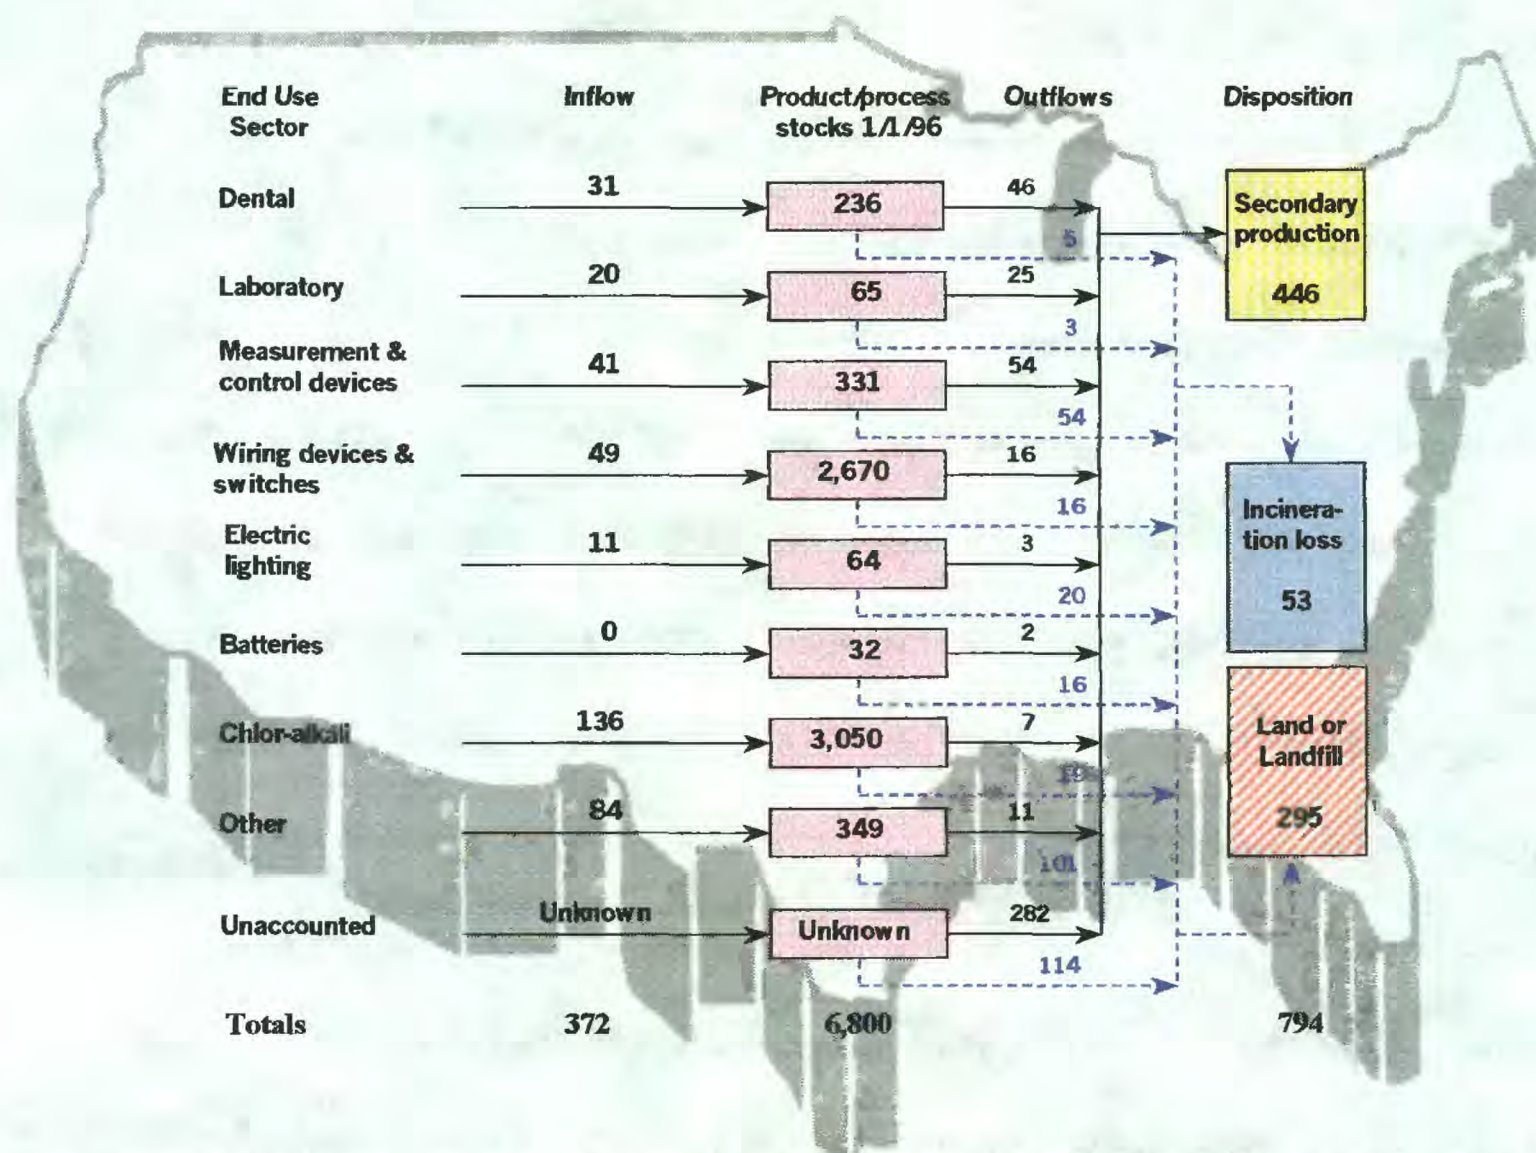 End Use
Sector
Inflow
Product/process
stocks 1/1/96
Outflows
Disposition
Dental
31
236
46
5
Secondary
production
446
Laboratory
20
65
25
3
Measurement &
control devices
41
331
54
54
Wiring devices &
switches
49
2,670
16
16
Incinera-
tion loss
53
Electric
lighting
11
64
3
20
Batteries
0
32
2
16
Chlor-alkali
136
3,050
7
19
Land or
Landfill
295
Other
84
349
11
101
Unaccounted
Unknown
Unknown
282
114
Totals
372
6,800
794